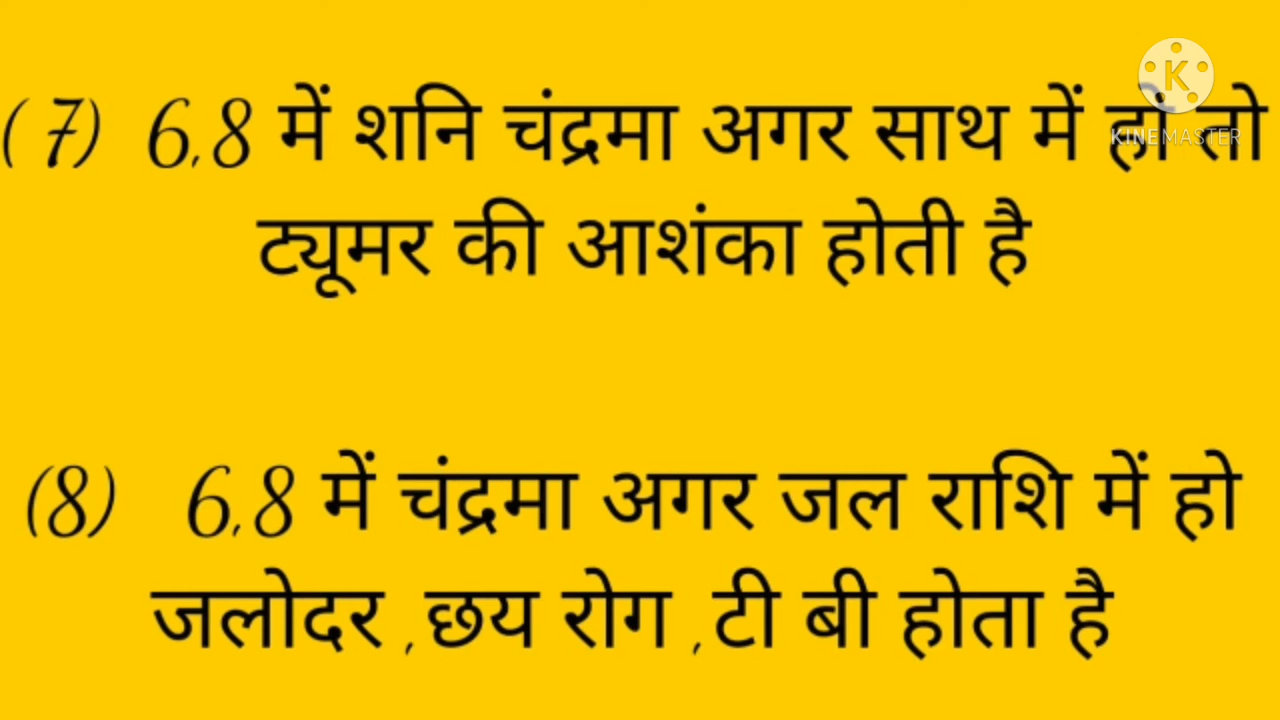 (7) 6,8 में शनि चंद्रमा अगर साथ में हो तो
ट्यूमर की आशंका होती है
(8) 6,8 में चंद्रमा अगर जल राशि में हो
जलोदर ,छय रोग ,टी बी होता है
K
KINEMASTER